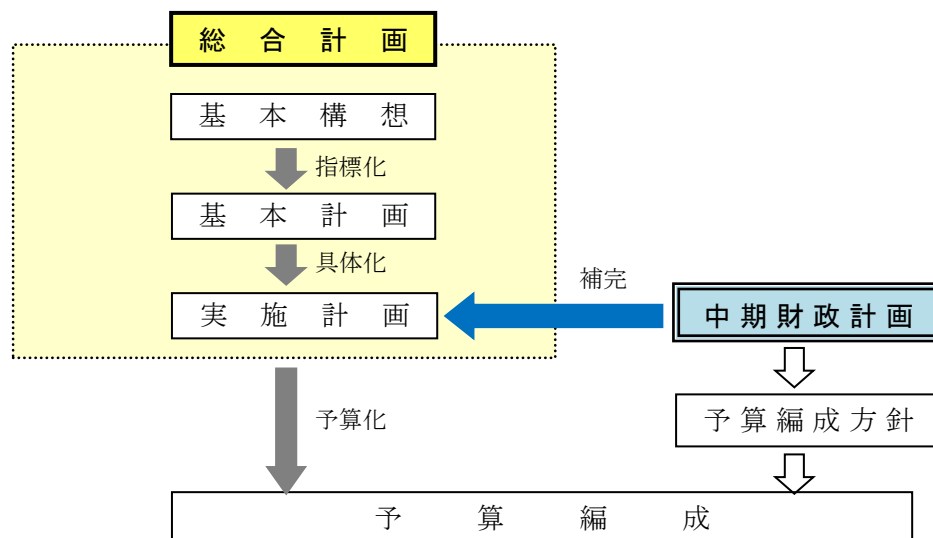 総合計画
基本構想
指標化
基本計画
具体化
補完
実施計画
中期財政計画
予算化
予算編成方針
予算編成